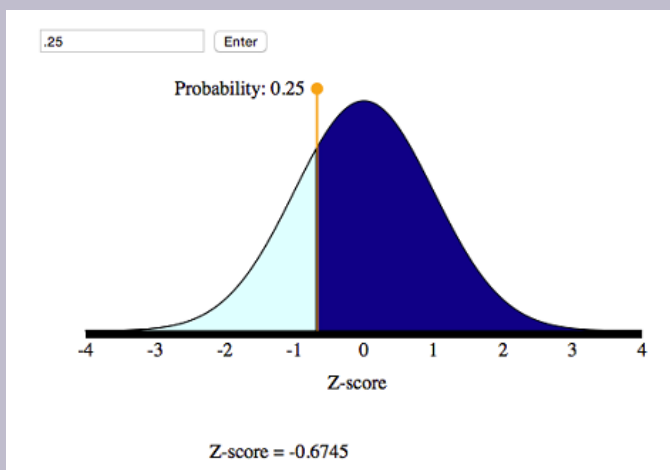 .25 Enter
Probability: 0.25
-4 -3 -2 -1 0 1 2 3 4
Z-score
Z-score = -0.6745